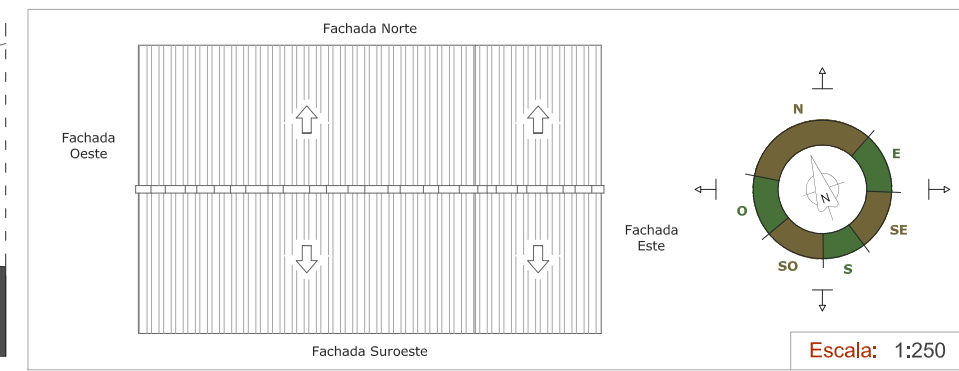 Fachada Norte
Fachada
Oeste
Fachada
Este
Fachada Suroeste
N
E
SE
S
SO
O
N
Escala: 1:250